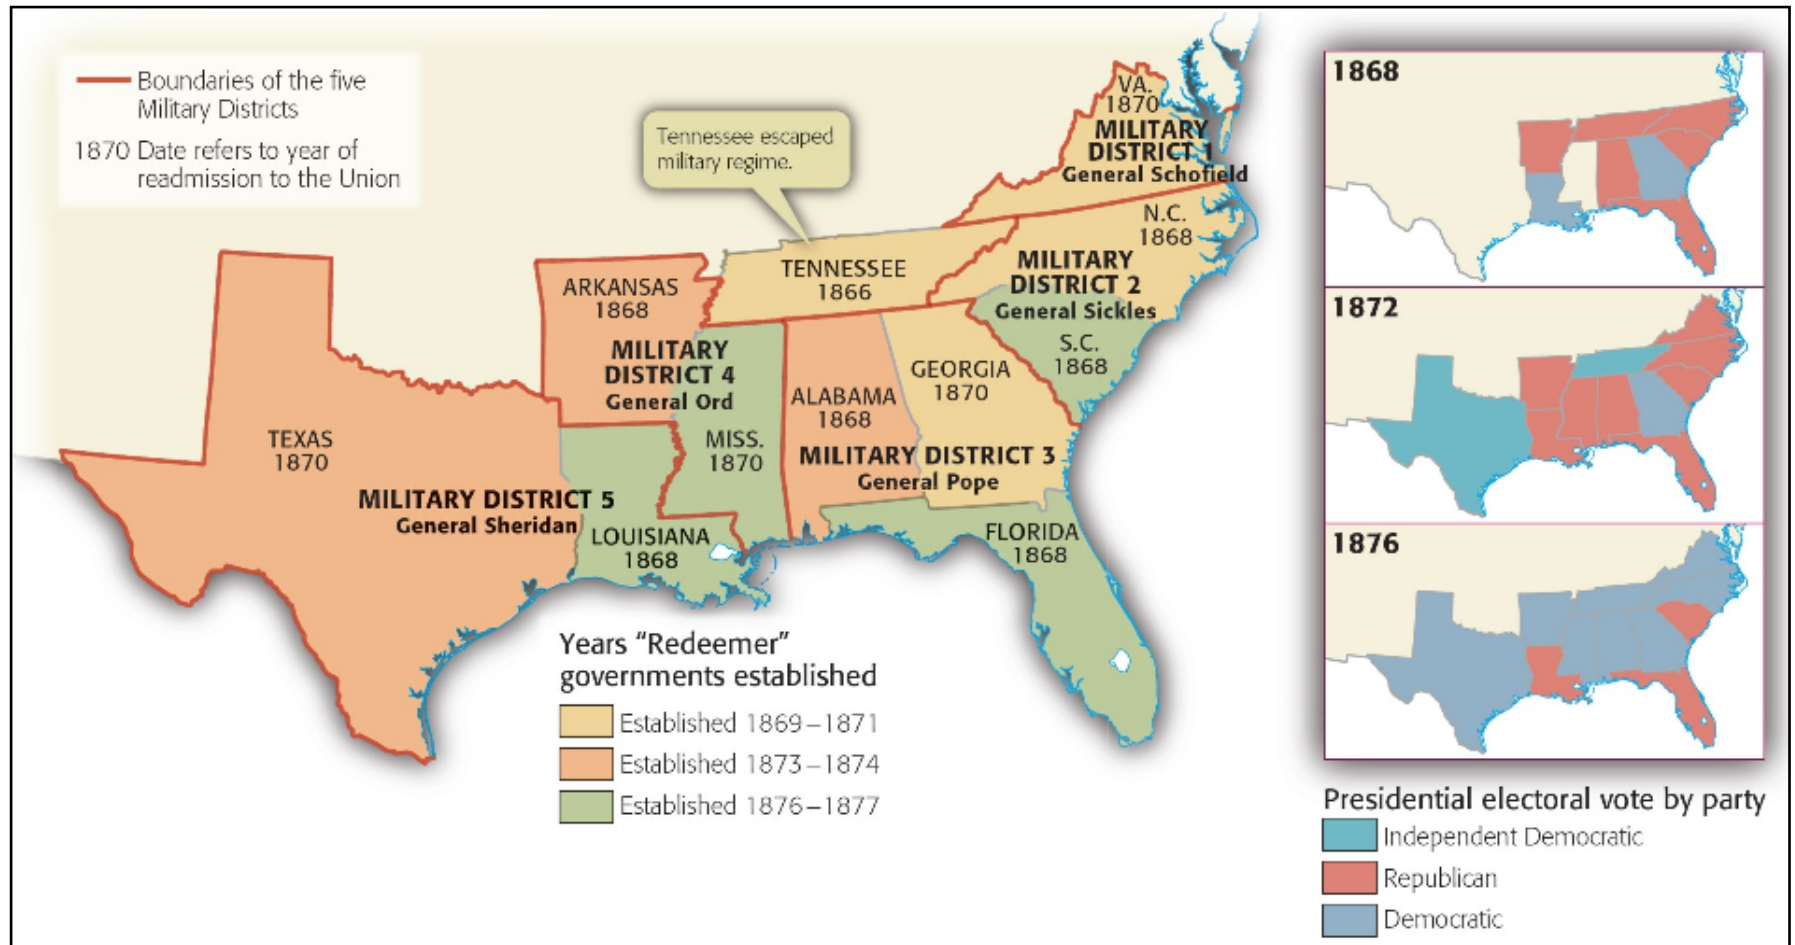 Boundaries of the five
Military Districts
1870 Date refers to year of
readmission to the Union
Tennessee escaped
military regime.
VA.
1870
MILITARY
DISTRICT 1
General Schofield
N.C.
1868
MILITARY
DISTRICT 2
General Sickles
S.C.
1868
TENNESSEE
1866
ARKANSAS
1868
MILITARY
DISTRICT 4
General Ord
MISS.
1870
ALABAMA
1868
GEORGIA
1870
MILITARY DISTRICT 3
General Pope
TEXAS
1870
MILITARY DISTRICT 5
General Sheridan
LOUISIANA
1868
FLORIDA
1868
Years “Redeemer”
governments established
Established 1869–1871
Established 1873–1874
Established 1876–1877
1868
1872
1876
Presidential electoral vote by party
Independent Democratic
Republican
Democratic